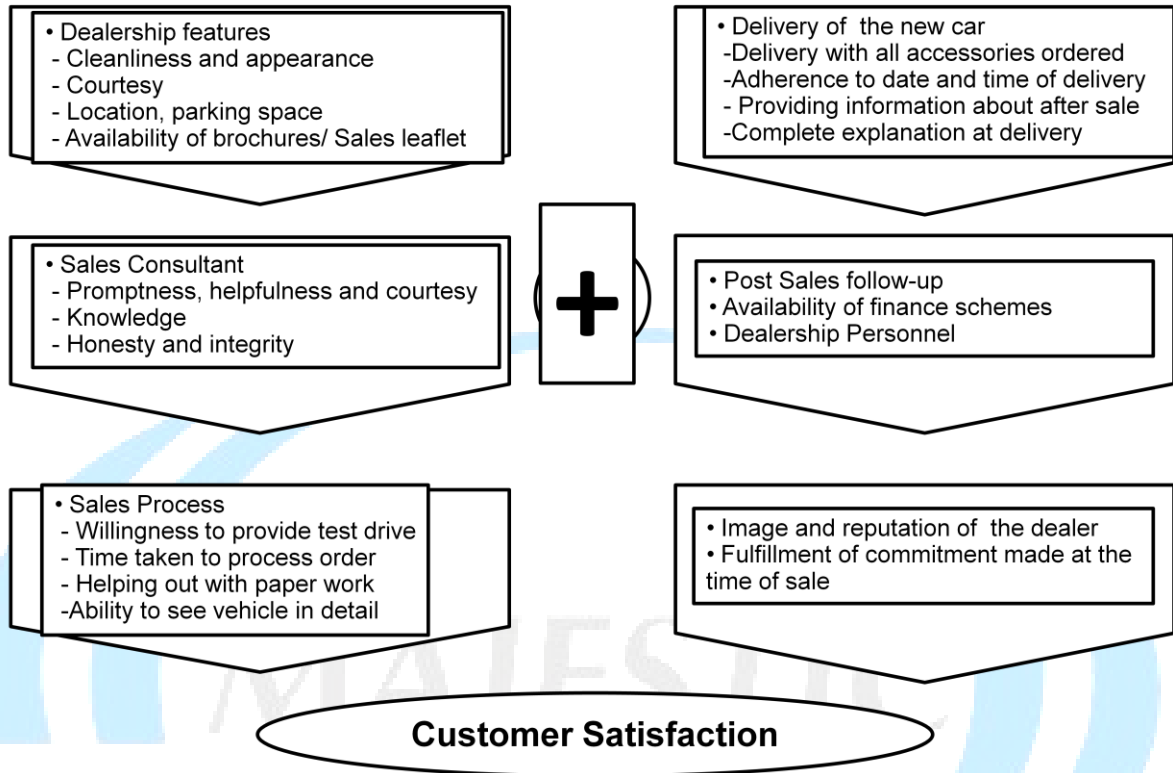 • Dealership features
- Cleanliness and appearance
- Courtesy
- Location, parking space
- Availability of brochures/ Sales leaflet
• Sales Consultant
- Promptness, helpfulness and courtesy
- Knowledge
- Honesty and integrity
• Sales Process
- Willingness to provide test drive
- Time taken to process order
- Helping out with paper work
-Ability to see vehicle in detail
+
• Delivery of the new car
-Delivery with all accessories ordered
-Adherence to date and time of delivery
- Providing information about after sale
-Complete explanation at delivery
• Post Sales follow-up
• Availability of finance schemes
• Dealership Personnel
• Image and reputation of the dealer
• Fulfillment of commitment made at the
time of sale
MAJESTIC
Customer Satisfaction